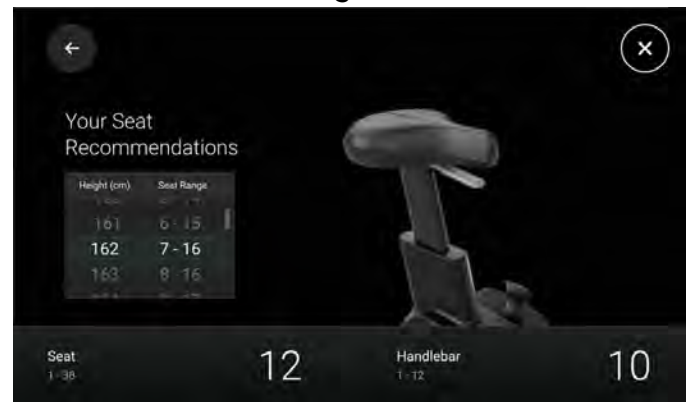 Your Seat
Recommendations
Height (cm) Seat Range
161 6 - 15
162 7 - 16
163 8 - 16
Seat
1 - 38
12
Handlebar
1 - 12
10